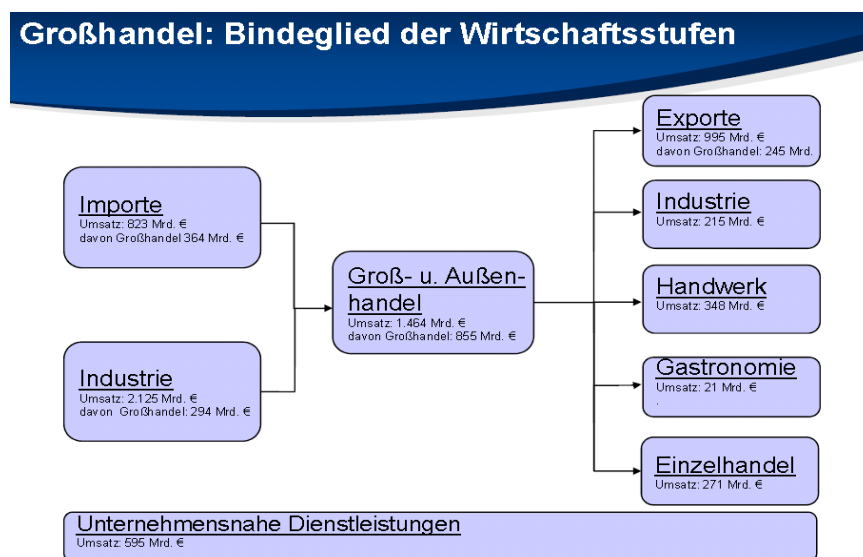 Großhandel: Bindeglied der Wirtschaftsstufen
Importe
Umsatz: 823 Mrd. €
davon Großhandel 364 Mrd. €
Industrie
Umsatz: 2.125 Mrd. €
davon Großhandel: 294 Mrd. €
Groß- u. Außen-
handel
Umsatz: 1.464 Mrd. €
davon Großhandel: 855 Mrd. €
Exporte
Umsatz: 995 Mrd. €
davon Großhandel: 245 Mrd.
Industrie
Umsatz: 215 Mrd. €
Handwerk
Umsatz: 348 Mrd. €
Gastronomie
Umsatz: 21 Mrd. €
.
Einzelhandel
Umsatz: 271 Mrd. €
Unternehmensnahe Dienstleistungen
Umsatz: 595 Mrd. €